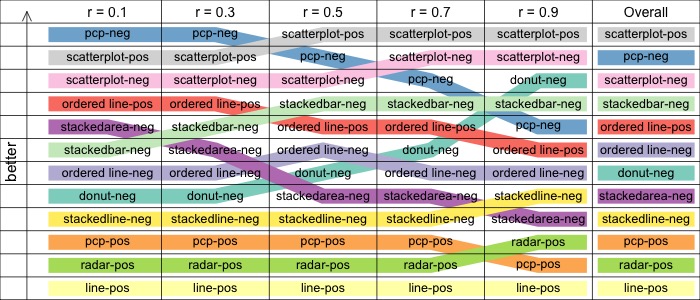 r = 0.1 r = 0.3 r = 0.5 r = 0.7 r = 0.9 Overall
pcp-neg pcp-neg scatterplot-pos scatterplot-pos scatterplot-pos scatterplot-pos
scatterplot-pos scatterplot-pos pcp-neg scatterplot-neg scatterplot-neg pcp-neg
scatterplot-neg scatterplot-neg scatterplot-neg pcp-neg donut-neg scatterplot-neg
ordered line-pos ordered line-pos stackedbar-neg stackedbar-neg stackedbar-neg stackedbar-neg
stackedarea-neg stackedbar-neg ordered line-pos ordered line-pos pcp-neg ordered line-pos
stackedbar-neg stackedarea-neg ordered line-neg donut-neg ordered line-pos ordered line-neg
ordered line-neg ordered line-neg donut-neg ordered line-neg ordered line-neg donut-neg
donut-neg donut-neg stackedarea-neg stackedarea-neg stackedline-neg stackedarea-neg
stackedline-neg stackedline-neg stackedline-neg stackedline-neg stackedarea-neg stackedline-neg
pcp-pos pcp-pos pcp-pos pcp-pos radar-pos pcp-pos
radar-pos radar-pos radar-pos radar-pos pcp-pos radar-pos
line-pos line-pos line-pos line-pos line-pos line-pos
better